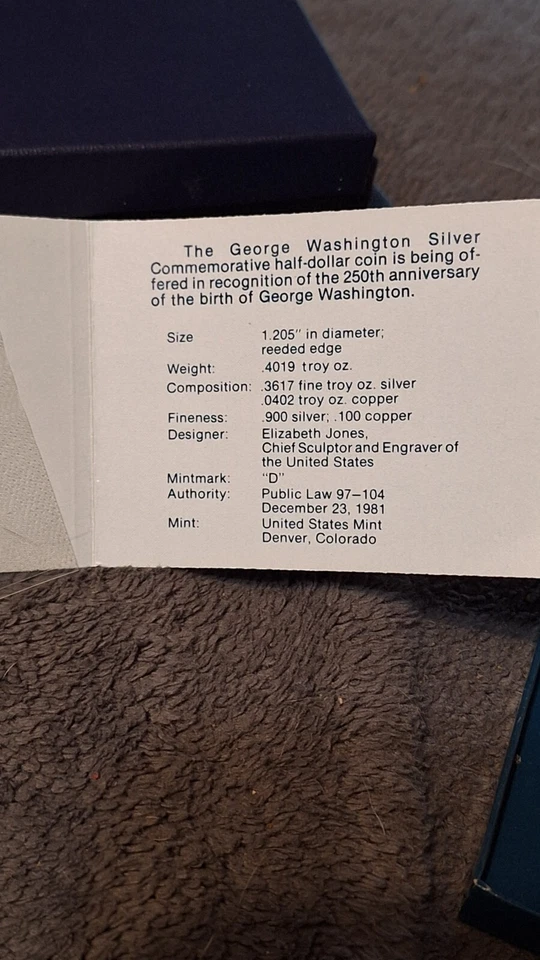 The George Washington Silver
Commemorative half-dollar coin is being of-
fered in recognition of the 250th anniversary
of the birth of George Washington.
Size 1.205" in diameter;
reeded edge
Weight: .4019 troy oz.
Composition: .3617 fine troy oz. silver
.0402 troy oz. copper
Fineness: .900 silver; .100 copper
Designer: Elizabeth Jones,
Chief Sculptor and Engraver of
the United States
Mintmark: "D"
Authority: Public Law 97–104
December 23, 1981
Mint: United States Mint
Denver, Colorado